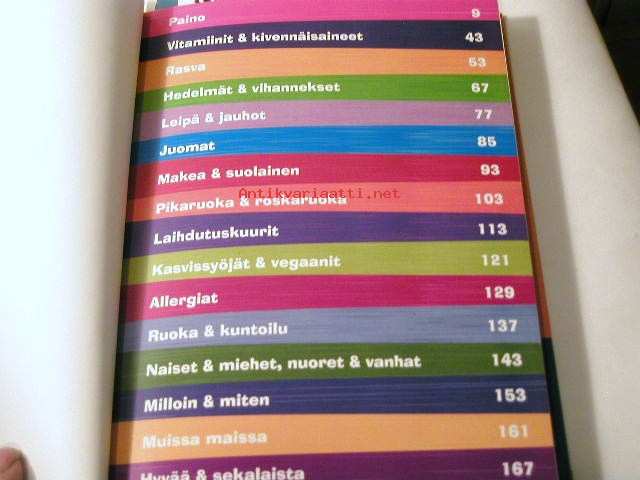 Paino 9
Vitamiinit & kivennäisaineet 43
Rasva 53
Hedelmät & vihannekset 67
Leipä & jauhot 77
Juomat 85
Makea & suolainen 93
Antikvariaatti.net
Pikaruoka & roskaruoka 103
Laihdutuskuurit 113
Kasvissyöjät & vegaanit 121
Allergiat 129
Ruoka & kuntoilu 137
Naiset & miehet, nuoret & vanhat 143
Milloin & miten 153
Muissa maissa 161
Hyvää & sekalaista 167